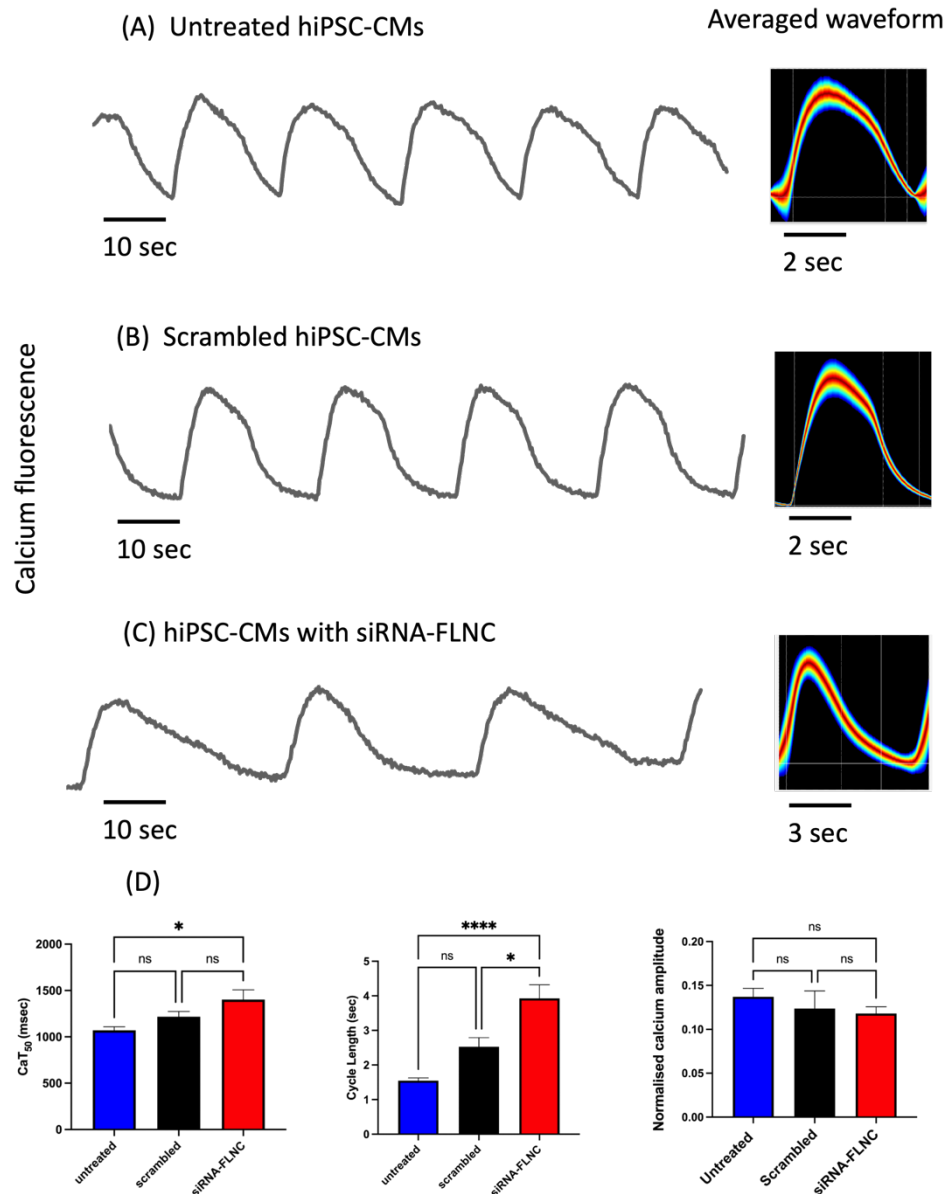 (A) Untreated hiPSC-CMs
Averaged waveform
10 sec
2 sec
(B) Scrambled hiPSC-CMs
Calcium fluorescence
10 sec
2 sec
(C) hiPSC-CMs with siRNA-FLNC
10 sec
3 sec
(D)
*
ns
ns
2000
1500
1000
500
0
CaT50 (msec)
untreated
scrambled
siRNA-FLNC
****
ns
*
5
4
3
2
1
0
Cycle Length (sec)
untreated
scrambled
siRNA-FLNC
ns
ns
ns
0.20
0.15
0.10
0.05
0.00
Normalised calcium amplitude
Untreated
Scrambled
siRNA-FLNC